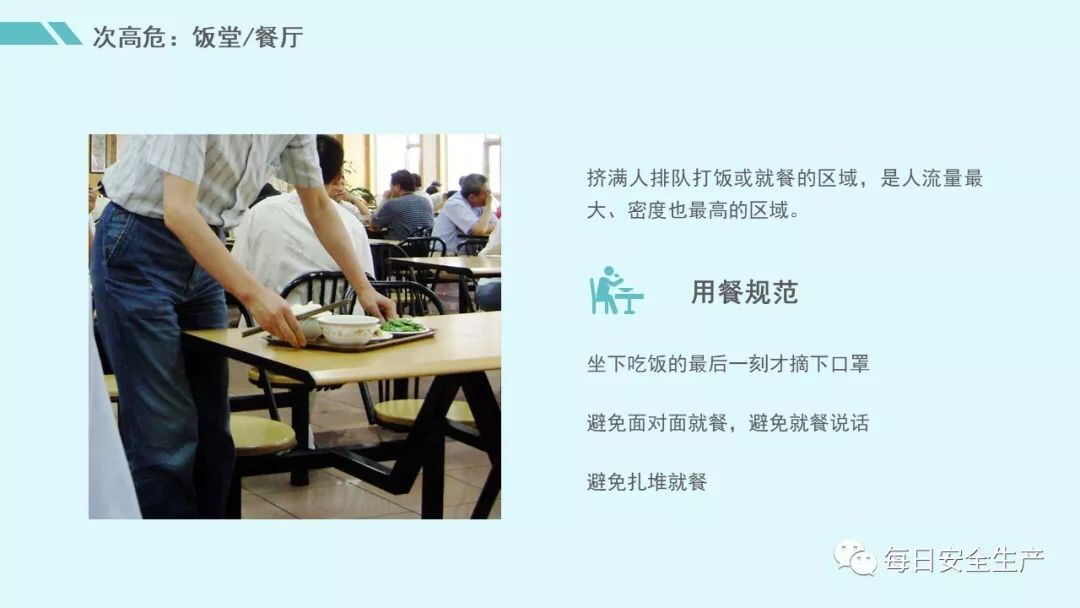 次高危：饭堂/餐厅
挤满人排队打饭或就餐的区域，是人流量最
大、密度也最高的区域。
用餐规范
坐下吃饭的最后一刻才摘下口罩
避免面对面就餐，避免就餐说话
避免扎堆就餐
每日安全生产